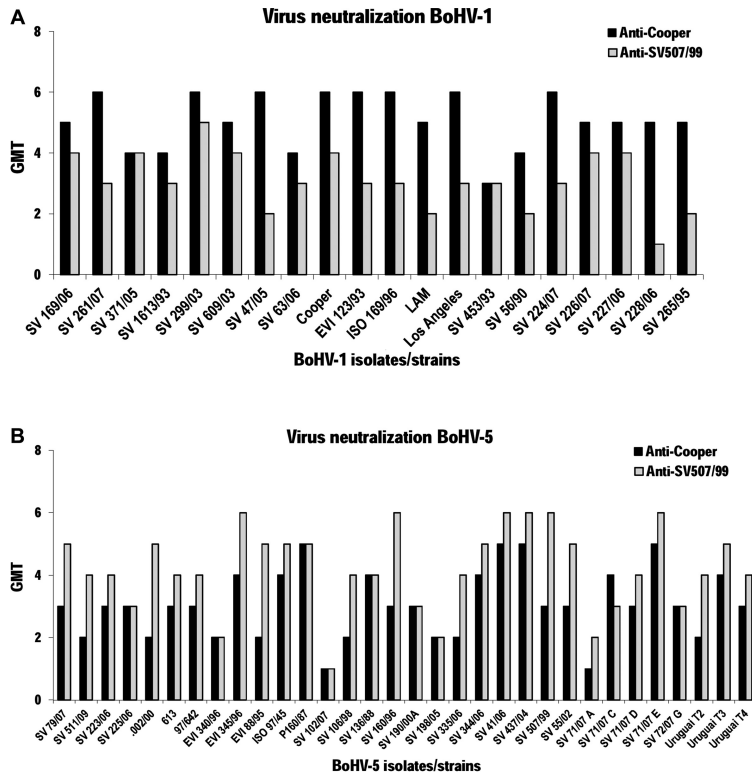 A
Virus neutralization BoHV-1
Anti-Cooper
Anti-SV507/99
8
6
4
2
0
GMT
SV 169/06
SV 261/07
SV 371/05
SV 1613/93
SV 299/03
SV 609/03
SV 47/05
SV 63/06
Cooper
EVI 123/93
ISO 169/96
LAM
Los Angeles
SV 453/93
SV 56/90
SV 224/07
SV 226/07
SV 227/06
SV 228/06
SV 265/95
BoHV-1 isolates/strains
B
Virus neutralization BoHV-5
Anti-Cooper
Anti-SV507/99
8
6
4
2
0
GMT
SV 79/07
SV 511/09
SV 223/06
SV 225/06
.002/00
613
97/642
EVI 340/96
EVI 345/96
EVI 88/95
ISO 97/45
P160/87
SV 102/07
SV 106/98
SV 136/88
SV 160/96
SV 190/00A
SV 198/05
SV 335/06
SV 344/06
SV 41/06
SV 437/04
SV 507/99
SV 55/02
SV 71/07 A
SV 71/07 C
SV 71/07 D
SV 71/07 E
SV 72/07 G
Uruguai T2
Uruguai T3
Uruguai T4
BoHV-5 isolates/strains